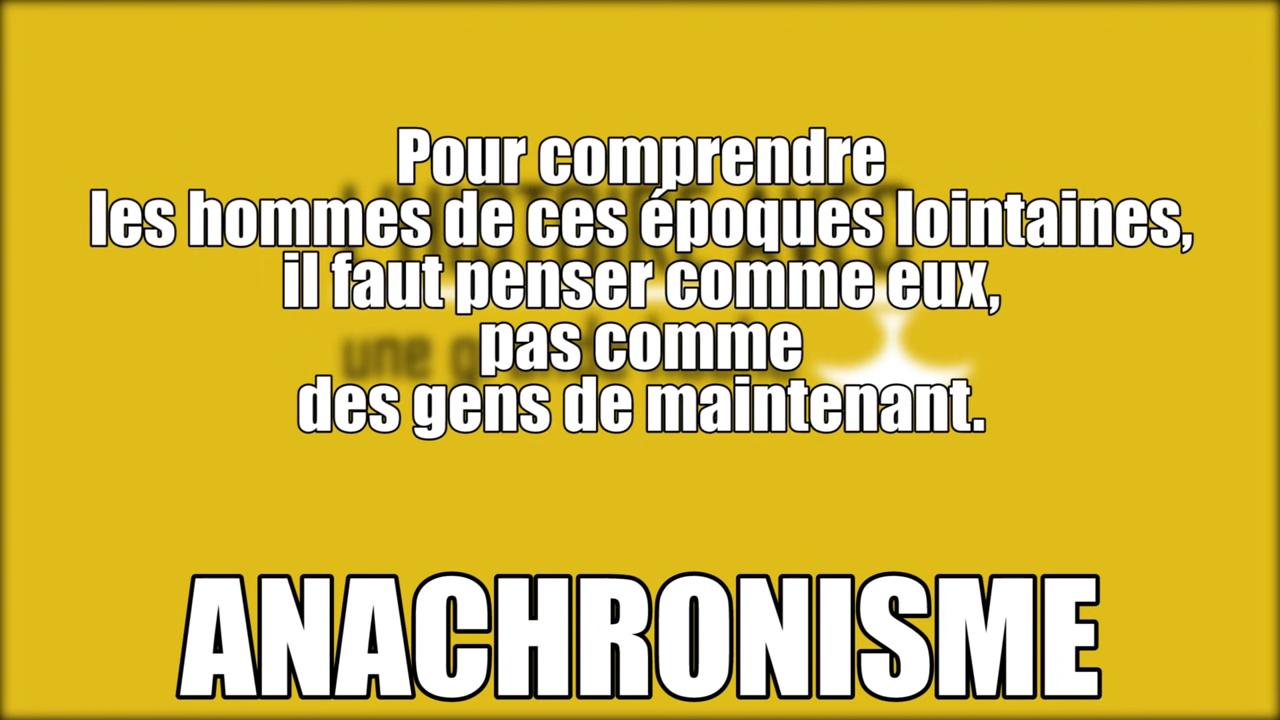 Pour comprendre
les hommes de ces époques lointaines,
il faut penser comme eux,
pas comme
des gens de maintenant.
une
ANACHRONISME